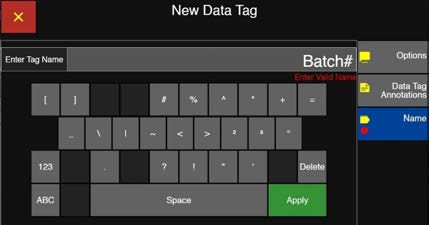 ×
New Data Tag
Enter Tag Name
Batch#
Enter Valid Name
Options
Data Tag
Annotations
Name
[ ] # % ^ * + =
_ \ | ~ < > ² ³ º
123 . ? ! " ' Delete
ABC Space Apply